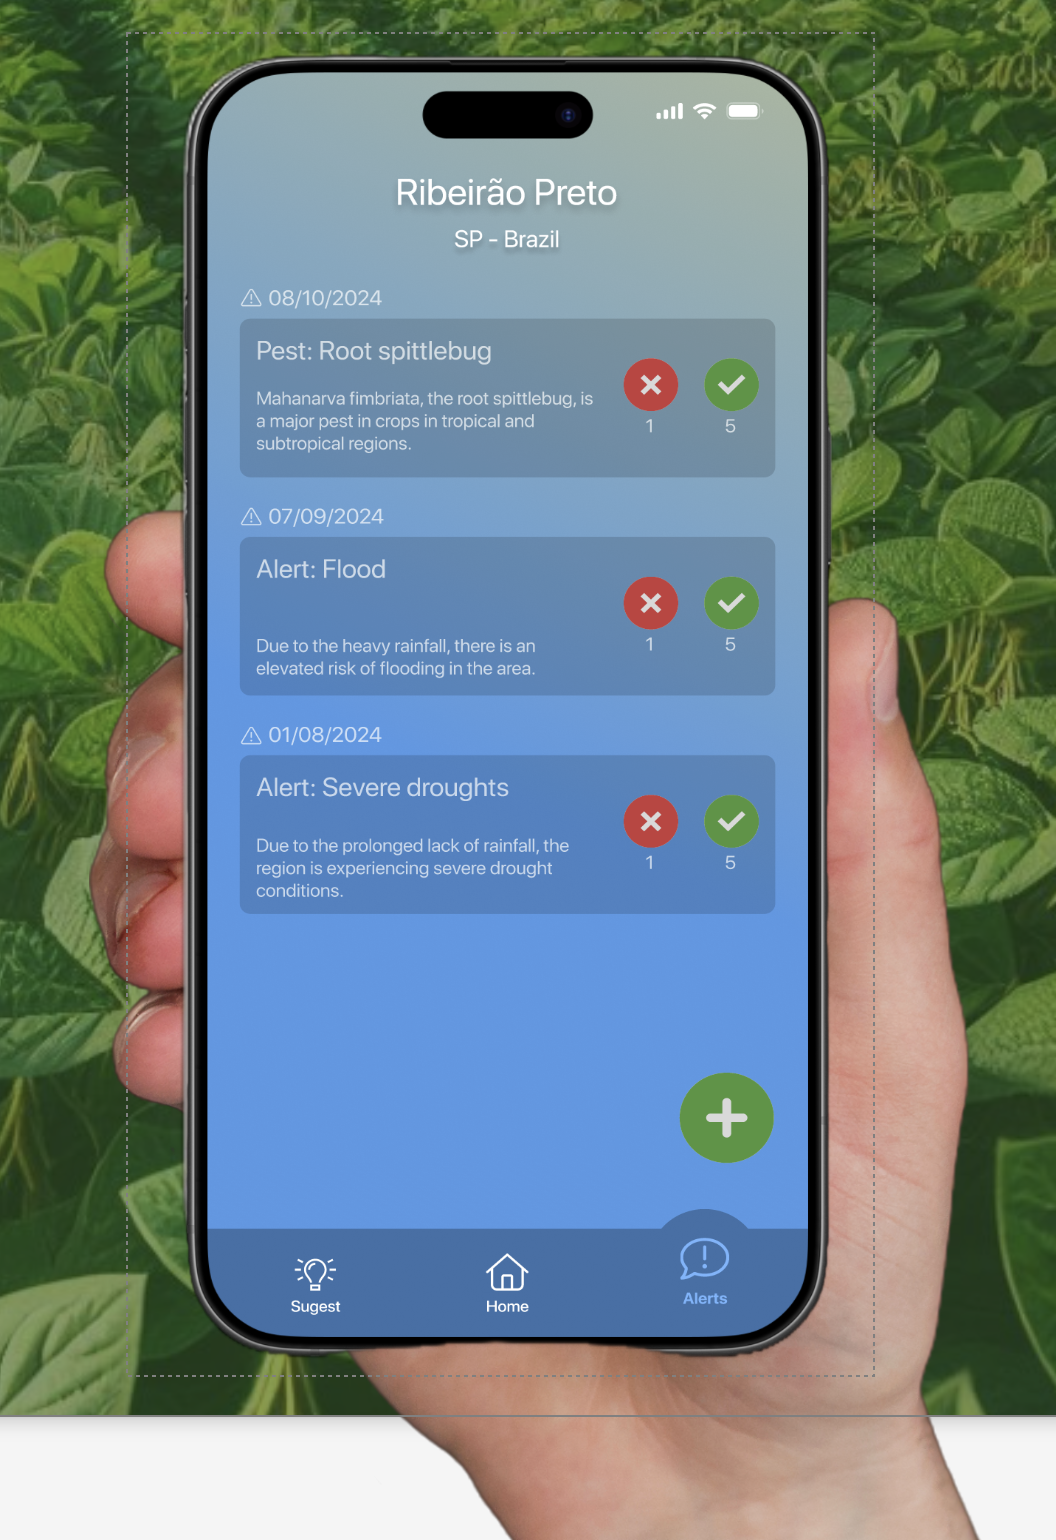 Ribeirão Preto
SP - Brazil
08/10/2024
Pest: Root spittlebug
Mahanarva fimbriata, the root spittlebug, is
a major pest in crops in tropical and
subtropical regions.
1 5
07/09/2024
Alert: Flood
Due to the heavy rainfall, there is an
elevated risk of flooding in the area.
1 5
01/08/2024
Alert: Severe droughts
Due to the prolonged lack of rainfall, the
region is experiencing severe drought
conditions.
1 5
Sugest Home Alerts